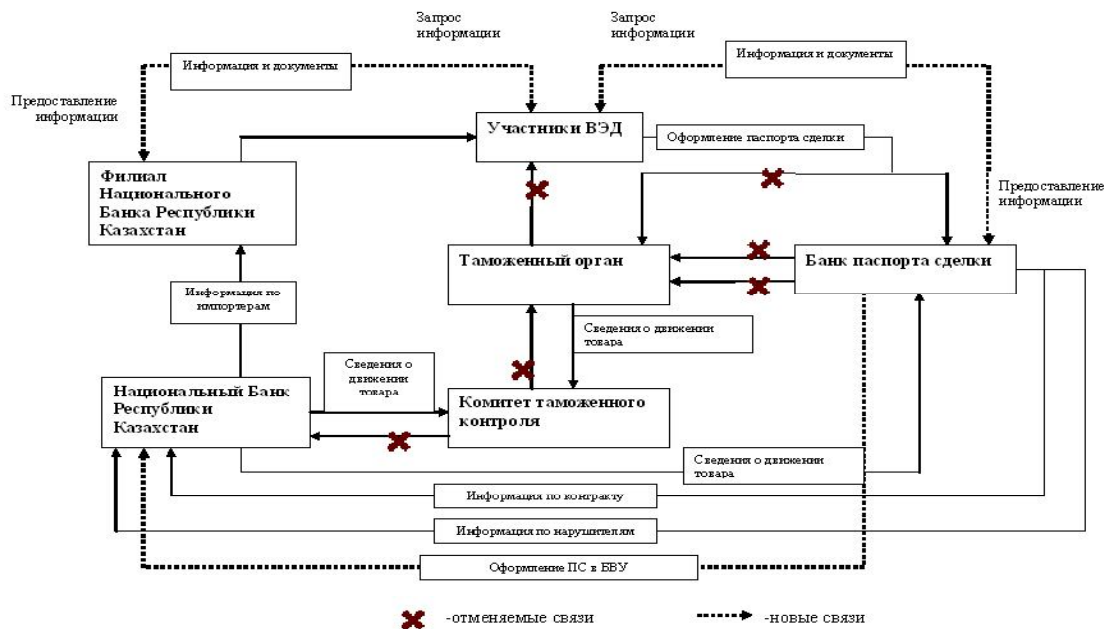 Запрос
информации
Запрос
информации
Информация и документы
Информация и документы
Предоставление
информации
Участники ВЭД
Оформление паспорта сделки
Филиал
Национального
Банка Республики
Казахстан
Предоставление
информации
Таможенный орган
Банк паспорта сделки
Информация по
импортерам
Сведения о движении
товара
Сведения о
движении
товара
Национальный Банк
Республики
Казахстан
Комитет таможенного
контроля
Сведения о движении
товара
Информация по контракту
Информация по нарушителям
Оформление ПС в БВУ
-отменяемые связи
-новые связи